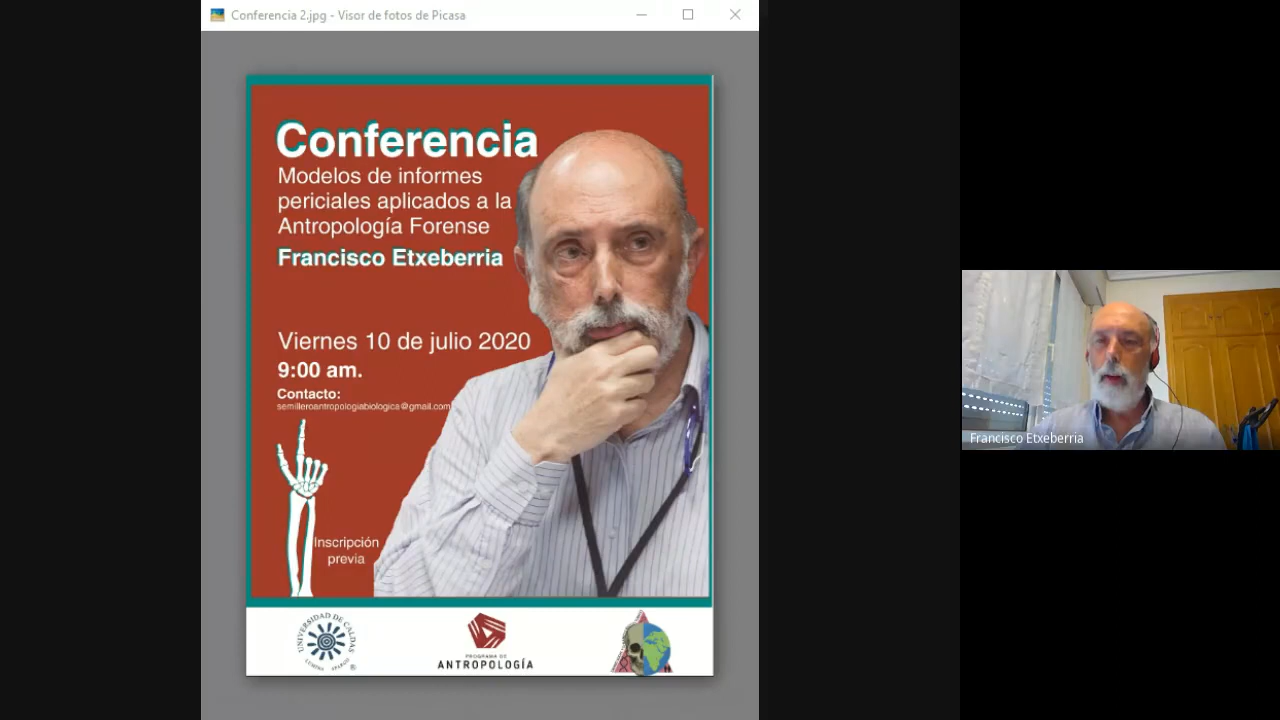 Conferencia 2.jpg - Visor de fotos de Picasa
Conferencia
Modelos de informes
periciales aplicados a la
Antropología Forense
Francisco Etxeberria
Viernes 10 de julio 2020
9:00 am.
Contacto:
semilleroantropologiabiologica@gmail.com
Inscripción
previa
UNIVERSIDAD DE CALDAS
LUMINA SPARGO
®
PROGRAMA DE
ANTROPOLOGÍA
Francisco Etxeberria